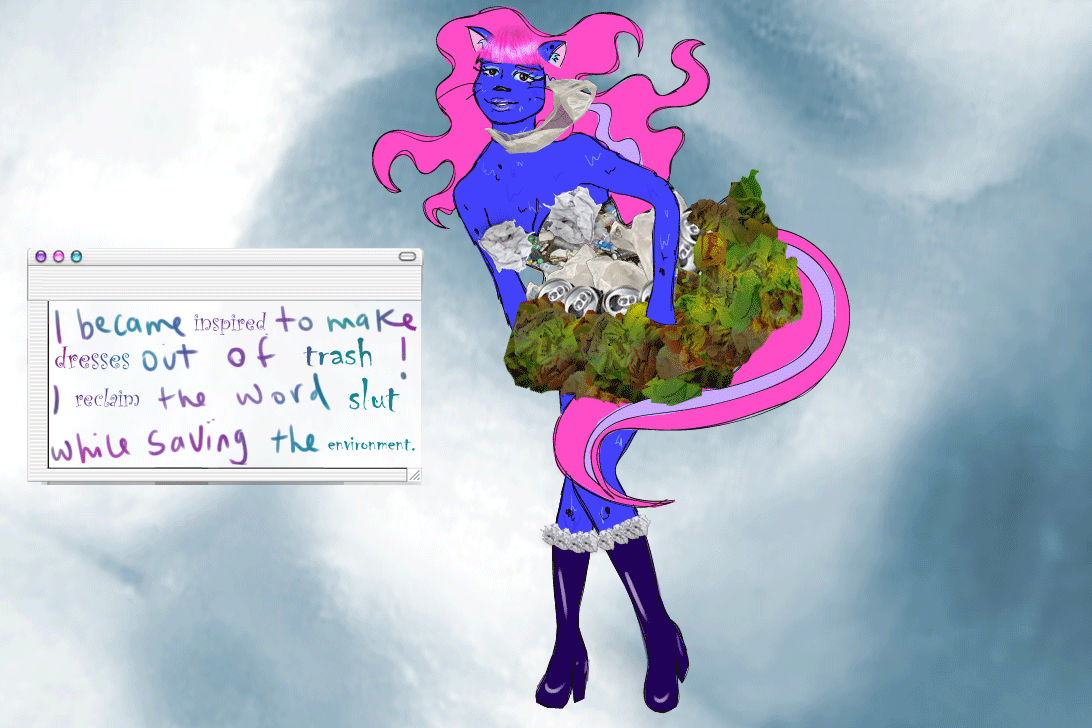 I became inspired to make
dresses out of trash !
I reclaim the word slut
while saving the environment.